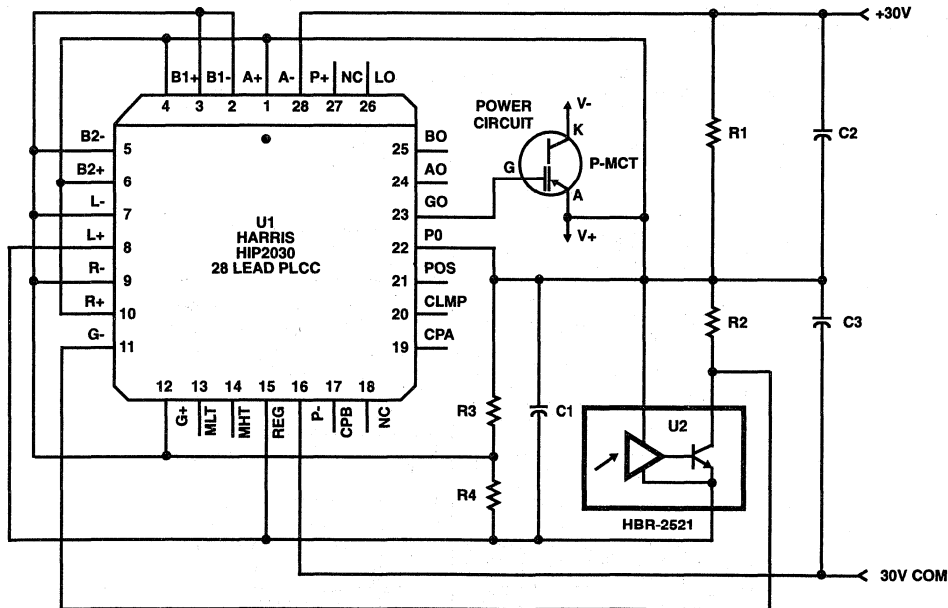 +30V
B1+
B1-
A+
A-
P+
NC
LO
4
3
2
1
28
27
26
POWER
CIRCUIT
V-
K
G
P-MCT
A
V+
R1
C2
B2-
5
B2+
6
L-
7
L+
8
R-
9
R+
10
G-
11
U1
HARRIS
HIP2030
28 LEAD PLCC
25
BO
24
AO
23
GO
22
P0
21
POS
20
CLMP
19
CPA
R2
C3
12
13
14
15
16
17
18
G+
MLT
MHT
REG
P-
CPB
NC
R3
C1
R4
U2
HBR-2521
30V COM